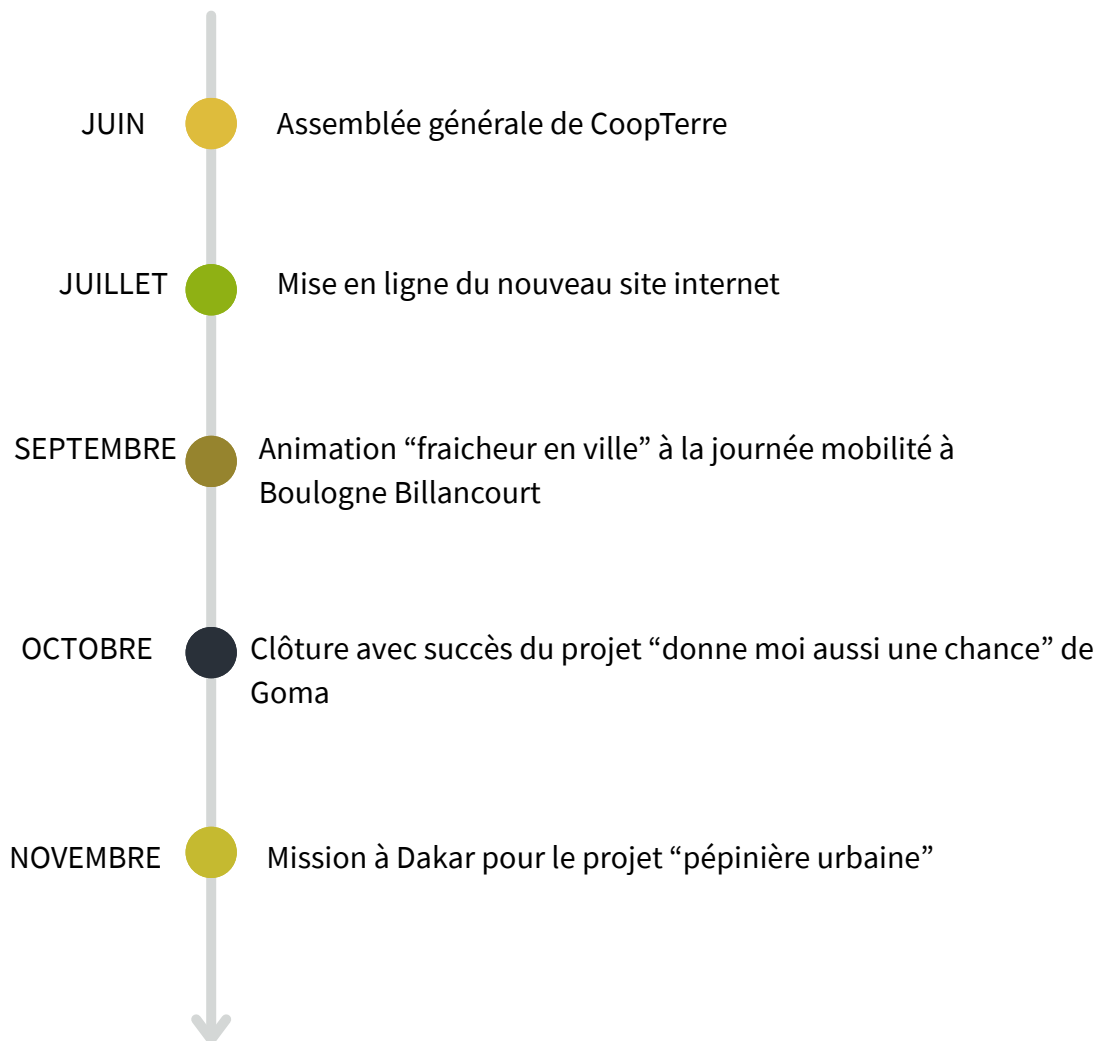 JUIN
Assemblée générale de CoopTerre
JUILLET
Mise en ligne du nouveau site internet
SEPTEMBRE
Animation “fraicheur en ville” à la journée mobilité à
Boulogne Billancourt
OCTOBRE
Clôture avec succès du projet “donne moi aussi une chance” de
Goma
NOVEMBRE
Mission à Dakar pour le projet “pépinière urbaine”